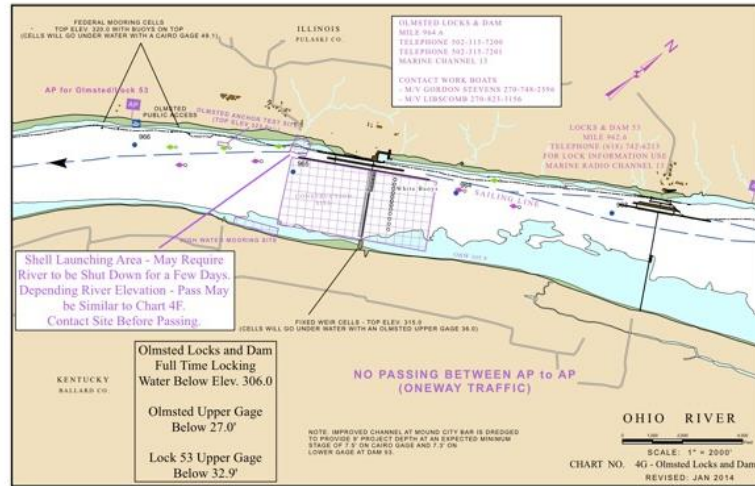 FEDERAL MOORING CELLS
TOP ELEV. 320.0 WITH BUOYS ON TOP
(CELLS WILL GO UNDER WATER WITH A CAIRO GAGE 49.1)
ILLINOIS
PULASKI CO.
OLMSTED LOCKS & DAM
MILE 964.6
TELEPHONE 502-315-7200
TELEPHONE 502-315-7201
MARINE CHANNEL 13
CONTACT WORK BOATS
- M/V GORDON STEVENS 270-748-2596
- M/V LIBSCOMB 270-823-3156
N
AP for Olmsted/Lock 53
AP
OLMSTED
PUBLIC ACCESS
OLMSTED ANCHOR TEST SITE
LOCKS & DAM 53
MILE 962.6
TELEPHONE (618) 742-6213
FOR LOCK INFORMATION USE
MARINE RADIO CHANNEL 13
966
965
964
White Buoys
SAILING LINE
HIGH WATER MOORING SITE
Shell Launching Area - May Require
River to be Shut Down for a Few Days.
Depending River Elevation - Pass May
be Similar to Chart 4F.
Contact Site Before Passing.
FIXED WEIR CELLS - TOP ELEV. 315.0
(CELLS WILL GO UNDER WATER WITH AN OLMSTED UPPER GAGE 36.0)
Olmsted Locks and Dam
Full Time Locking
Water Below Elev. 306.0
Olmsted Upper Gage
Below 27.0'
Lock 53 Upper Gage
Below 32.9'
KENTUCKY
BALLARD CO.
NO PASSING BETWEEN AP to AP
(ONEWAY TRAFFIC)
NOTE: IMPROVED CHANNEL AT MOUND CITY BAR IS DREDGED
TO PROVIDE 9' PROJECT DEPTH AT AN EXPECTED MINIMUM
STAGE OF 7.5' ON CAIRO GAGE AND 7.3' ON
LOWER GAGE AT DAM 53.
OHIO RIVER
SCALE: 1" = 2000'
CHART NO. 4G - Olmsted Locks and Dam
REVISED: JAN 2014